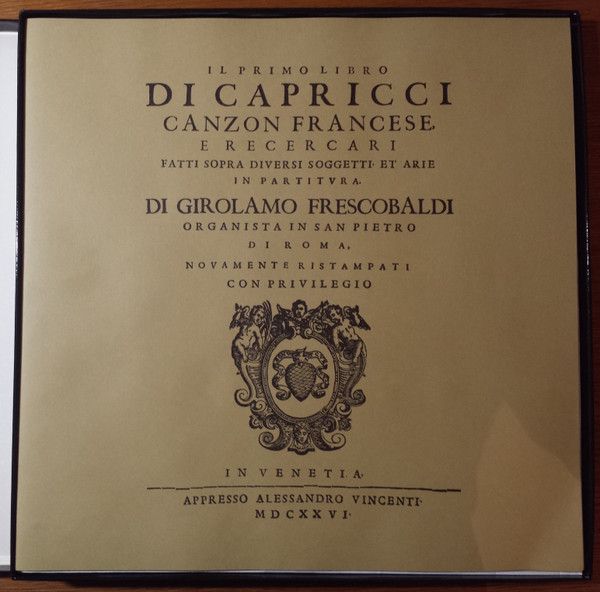 IL PRIMO LIBRO
DI CAPRICCI
CANZON FRANCESE,
E RECERCARI
FATTI SOPRA DIVERSI SOGGETTI. ET ARIE
IN PARTITVRA.
DI GIROLAMO FRESCOBALDI
ORGANISTA IN SAN PIETRO
DI ROMA,
NOVAMENTE RISTAMPATI
CON PRIVILEGIO
IN VENETIA.
APPRESSO ALESSANDRO VINCENTI.
MDCXXVI.